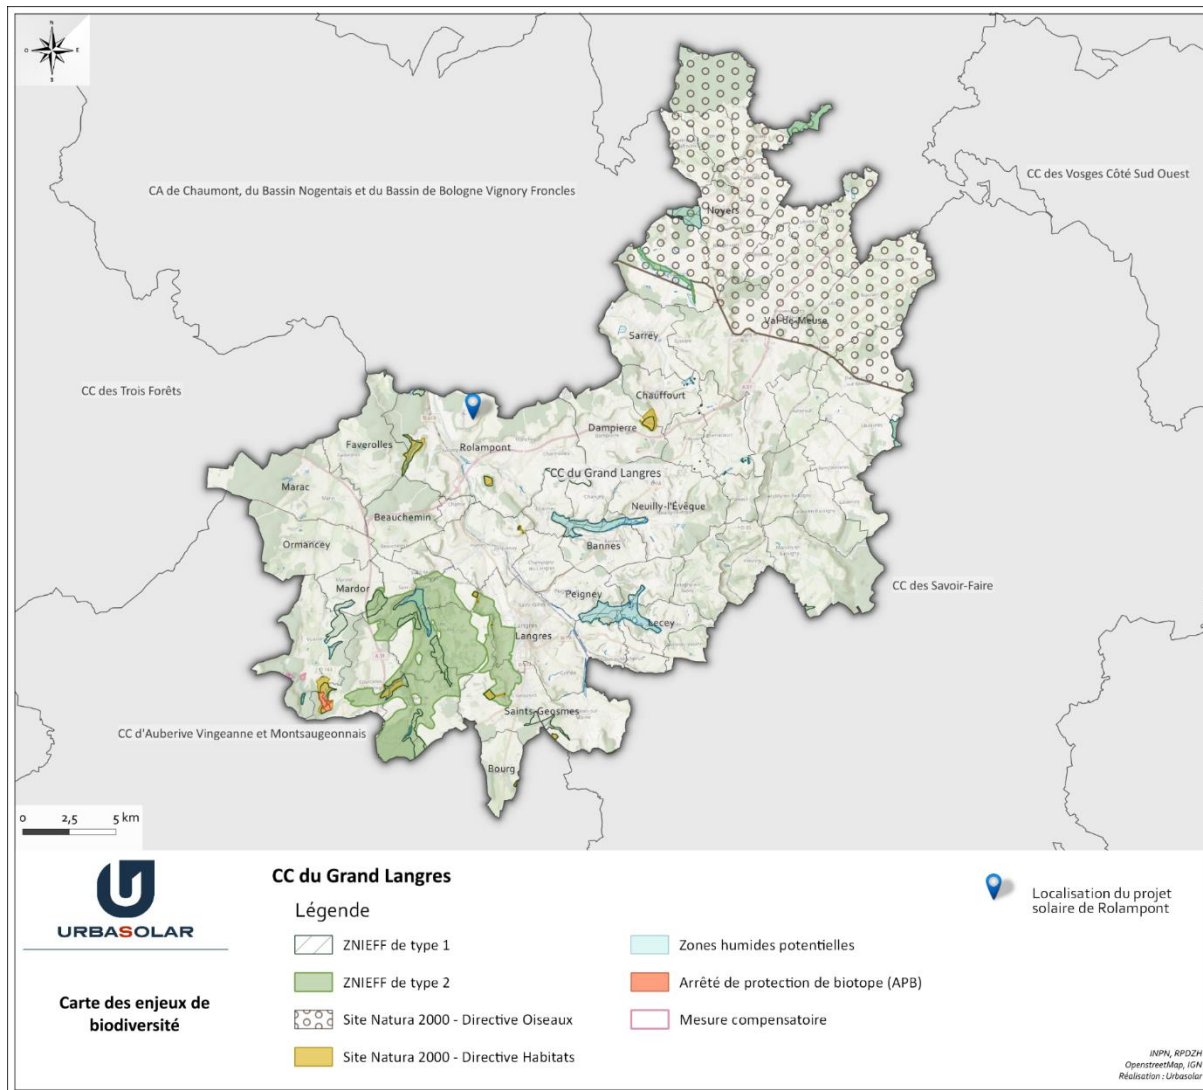 N
O
E
S
CA de Chaumont, du Bassin Nogentais et du Bassin de Bologne Vignory Froncles
CC des Vosges Côté Sud Ouest
Noyers
Val-de-Meuse
Sarrey
CC des Trois Forêts
Chauffourt
Dampierre
Faverolles
Rolampont
CC du Grand Langres
Marac
Neuilly-l'Évêque
Beauchemin
Ormancey
Bannes
CC des Savoir-Faire
Mardor
Peigney
Lecey
Langres
Saints-Geosmes
CC d'Auberive Vingeanne et Montsaugeonnais
Bourg
0 2,5 5 km
URBASOLAR
Carte des enjeux de
biodiversité
CC du Grand Langres
Légende
ZNIEFF de type 1
ZNIEFF de type 2
Site Natura 2000 - Directive Oiseaux
Site Natura 2000 - Directive Habitats
Zones humides potentielles
Arrêté de protection de biotope (APB)
Mesure compensatoire
Localisation du projet
solaire de Rolampont
INPN, RPDZH
OpenstreetMap, IGN
Réalisation : Urbasolar